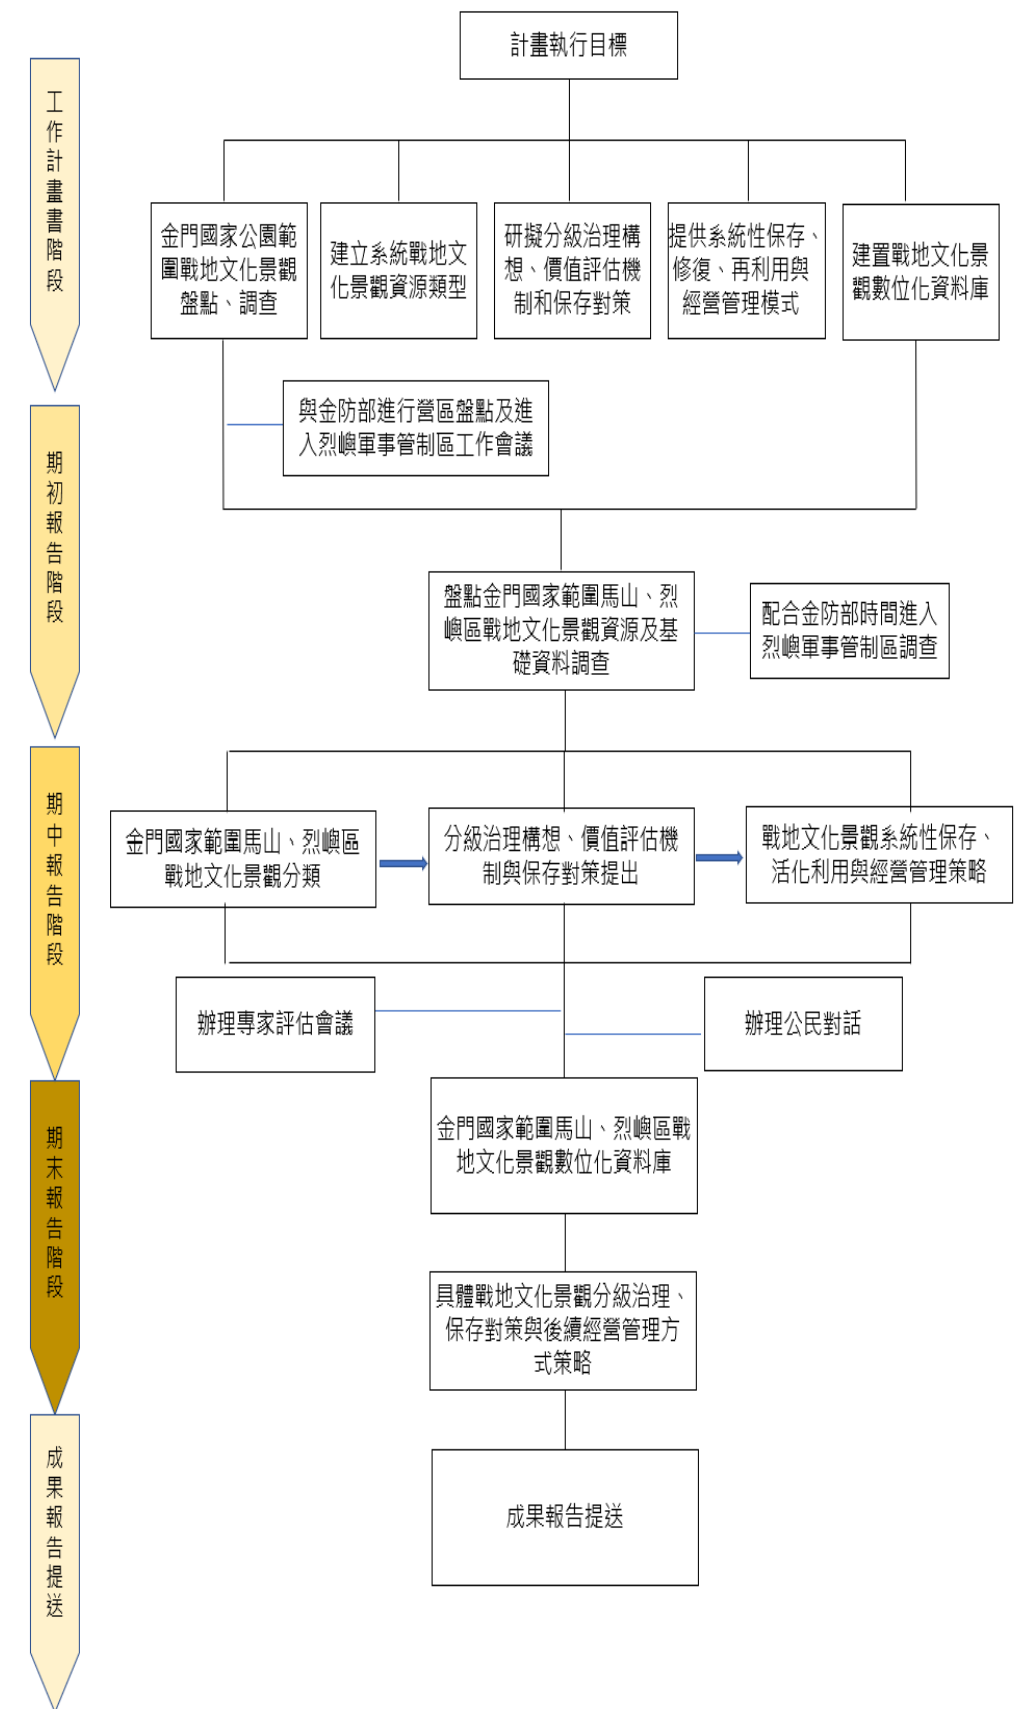 計畫執行目標
工作計畫書階段
金門國家公園範
圍戰地文化景觀
盤點、調查
建立系統戰地文
化景觀資源類型
研擬分級治理構
想、價值評估機
制和保存對策
提供系統性保存、
修復、再利用與
經營管理模式
建置戰地文化景
觀數位化資料庫
與金防部進行營區盤點及進
入烈嶼軍事管制區工作會議
期初報告階段
盤點金門國家範圍馬山、烈
嶼區戰地文化景觀資源及基
礎資料調查
配合金防部時間進入
烈嶼軍事管制區調查
期中報告階段
金門國家範圍馬山、烈嶼區
戰地文化景觀分類
分級治理構想、價值評估機
制與保存對策提出
戰地文化景觀系統性保存、
活化利用與經營管理策略
辦理專家評估會議
辦理公民對話
期末報告階段
金門國家範圍馬山、烈嶼區戰
地文化景觀數位化資料庫
具體戰地文化景觀分級治理、
保存對策與後續經營管理方
式策略
成果報告提送
成果報告提送